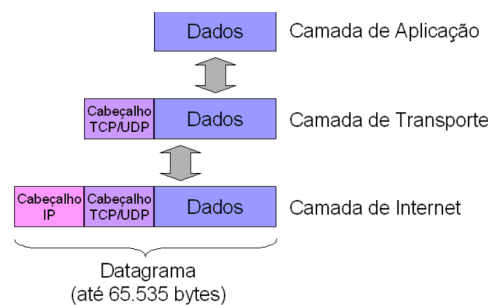 Dados
Camada de Aplicação
Cabeçalho
TCP/UDP
Dados
Camada de Transporte
Cabeçalho
IP
Cabeçalho
TCP/UDP
Dados
Camada de Internet
Datagrama
(até 65.535 bytes)